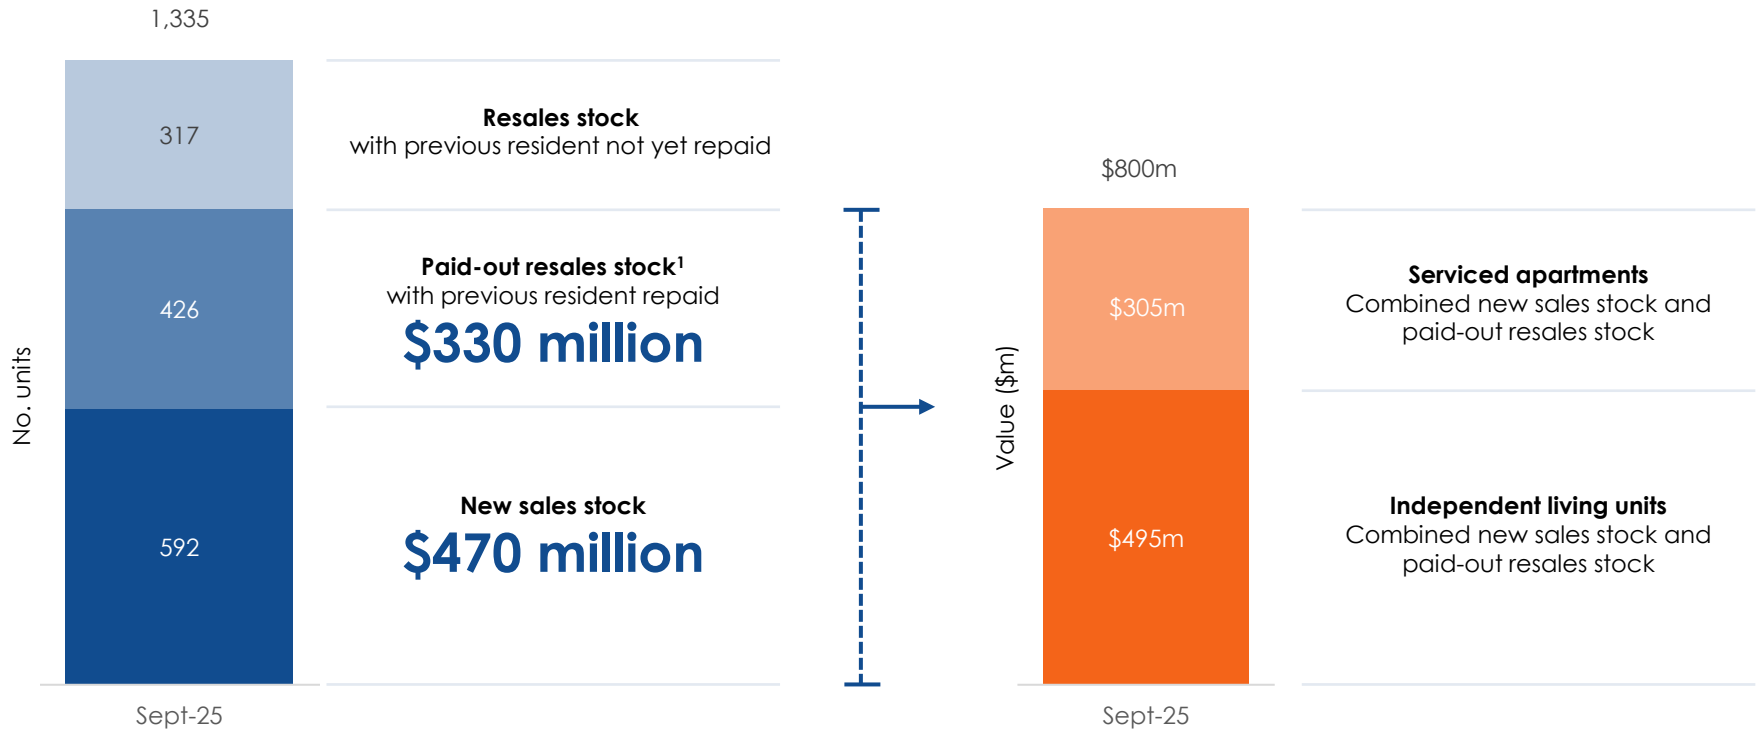 1,335
317
426
592
No. units
Sept-25
Resales stock
with previous resident not yet repaid
Paid-out resales stock¹
with previous resident repaid
$330 million
New sales stock
$470 million
$800m
$305m
$495m
Value ($m)
Sept-25
Serviced apartments
Combined new sales stock and
paid-out resales stock
Independent living units
Combined new sales stock and
paid-out resales stock